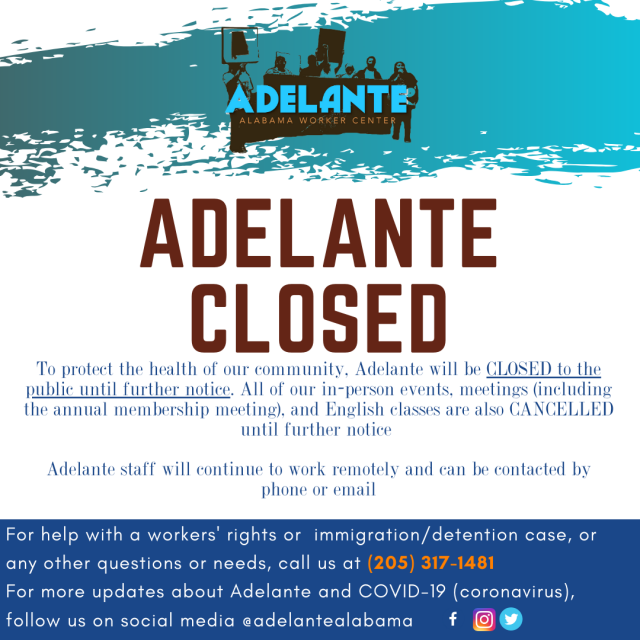 ADELANTE
ALABAMA WORKER CENTER
ADELANTE
CLOSED
To protect the health of our community, Adelante will be CLOSED to the
public until further notice. All of our in-person events, meetings (including
the annual membership meeting), and English classes are also CANCELLED
until further notice
Adelante staff will continue to work remotely and can be contacted by
phone or email
For help with a workers' rights or immigration/detention case, or
any other questions or needs, call us at (205) 317-1481
For more updates about Adelante and COVID-19 (coronavirus),
follow us on social media @adelantealabama